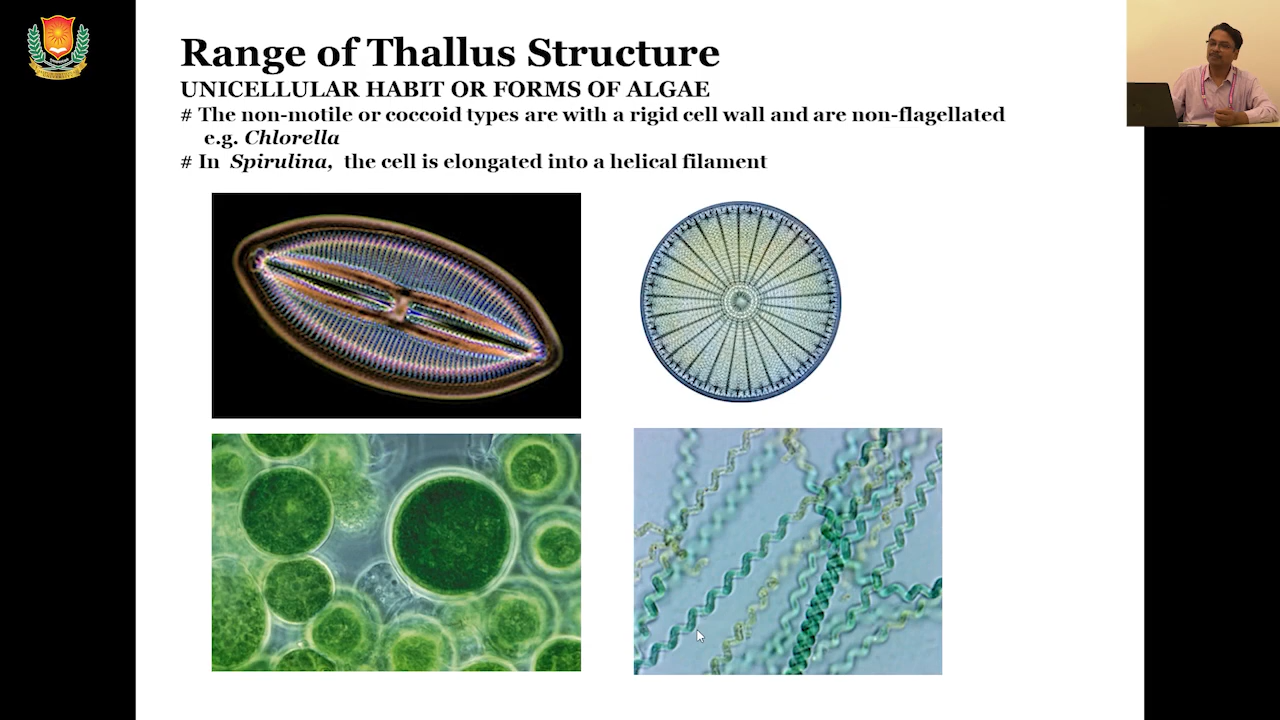 Range of Thallus Structure
UNICELLULAR HABIT OR FORMS OF ALGAE
# The non-motile or coccoid types are with a rigid cell wall and are non-flagellated
e.g. Chlorella
# In Spirulina, the cell is elongated into a helical filament